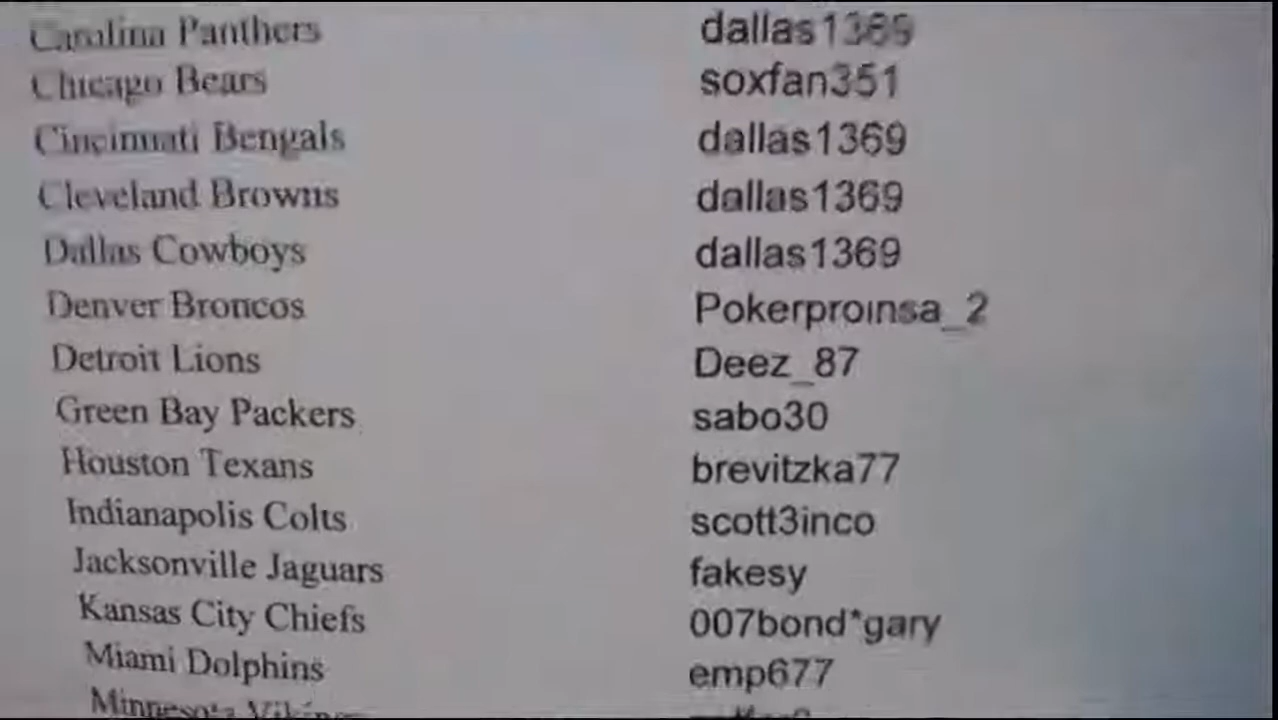 Carolina Panthers dallas1369
Chicago Bears soxfan351
Cincinnati Bengals dallas1369
Cleveland Browns dallas1369
Dallas Cowboys dallas1369
Denver Broncos Pokerproinsa_2
Detroit Lions Deez_87
Green Bay Packers sabo30
Houston Texans brevitzka77
Indianapolis Colts scott3inco
Jacksonville Jaguars fakesy
Kansas City Chiefs 007bond*gary
Miami Dolphins emp677
Minnesota Vikings